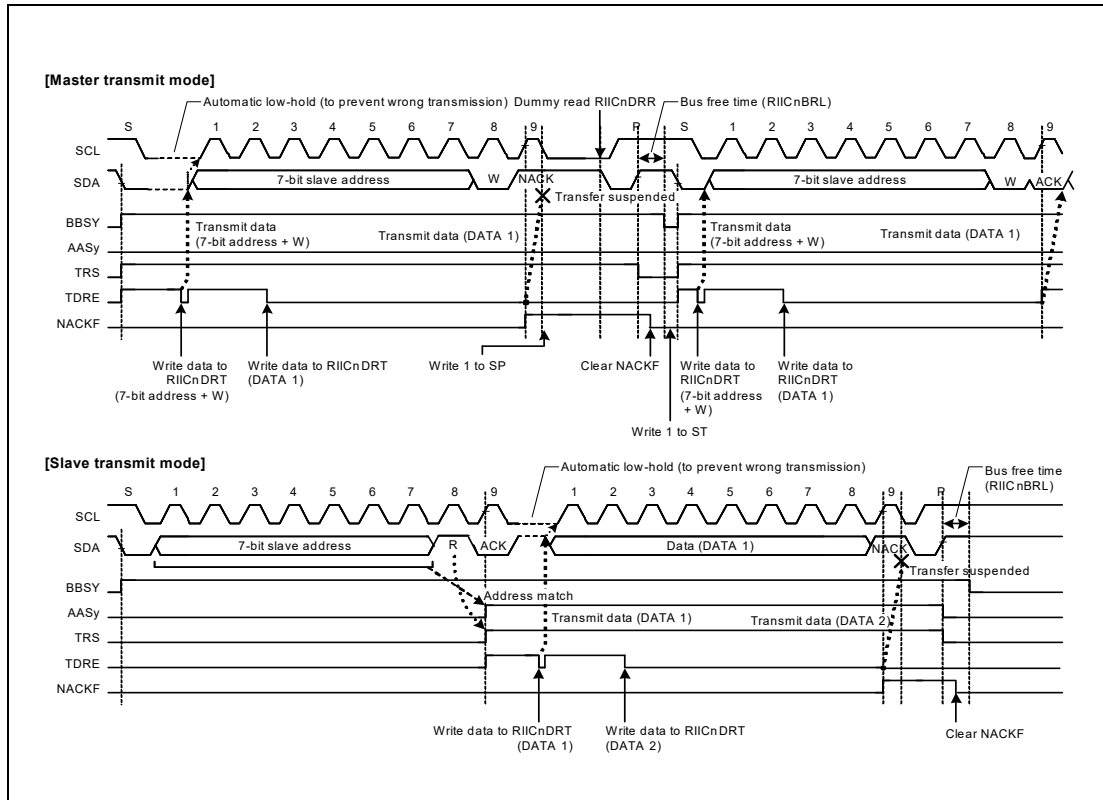 [Master transmit mode]
Automatic low-hold (to prevent wrong transmission) Dummy read RIICnDRR Bus free time (RIICnBRL)
S 1 2 3 4 5 6 7 8 9 P S 1 2 3 4 5 6 7 8 9
SCL
SDA 7-bit slave address W NACK 7-bit slave address W ACK
Transfer suspended
BBSY
Transmit data
(7-bit address + W)
Transmit data (DATA 1)
Transmit data
(7-bit address + W)
Transmit data (DATA 1)
AASy
TRS
TDRE
NACKF
Write data to
RIICnDRT
(7-bit address + W)
Write data to RIICnDRT
(DATA 1)
Write 1 to SP
Clear NACKF
Write data to
RIICnDRT
(7-bit address
+ W)
Write data to
RIICnDRT
(DATA 1)
Write 1 to ST
[Slave transmit mode]
Automatic low-hold (to prevent wrong transmission)
Bus free time
(RIICnBRL)
S 1 2 3 4 5 6 7 8 9 1 2 3 4 5 6 7 8 9 P
SCL
SDA 7-bit slave address R ACK Data (DATA 1) NACK
Transfer suspended
BBSY
Address match
AASy
Transmit data (DATA 1) Transmit data (DATA 2)
TRS
TDRE
NACKF
Write data to RIICnDRT
(DATA 1)
Write data to RIICnDRT
(DATA 2)
Clear NACKF